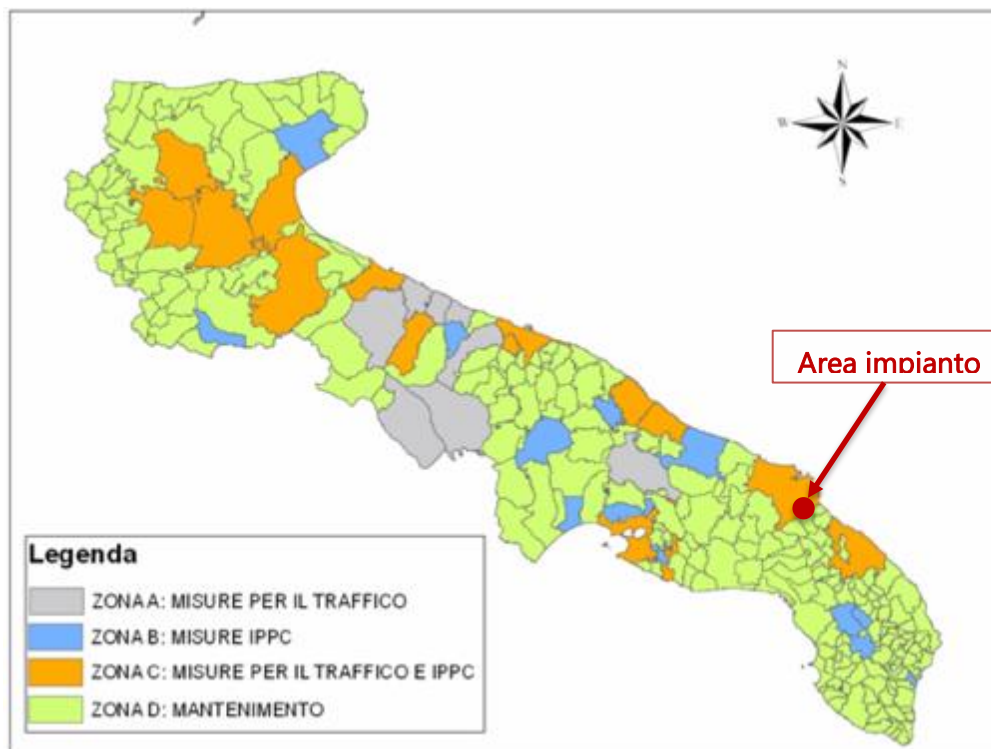 N
W E
S
Area impianto
Legenda
ZONA A: MISURE PER IL TRAFFICO
ZONA B: MISURE IPPC
ZONA C: MISURE PER IL TRAFFICO E IPPC
ZONA D: MANTENIMENTO